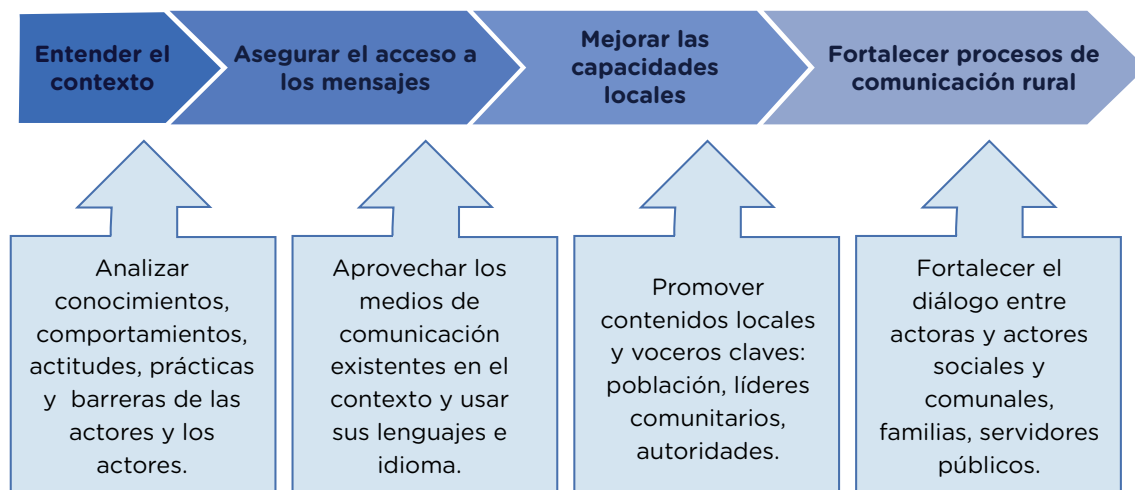 Entender el
contexto
Asegurar el acceso a
los mensajes
Mejorar las
capacidades
locales
Fortalecer procesos de
comunicación rural
Analizar
conocimientos,
comportamientos,
actitudes, prácticas
y barreras de las
actores y los
actores.
Aprovechar los
medios de
comunicación
existentes en el
contexto y usar
sus lenguajes e
idioma.
Promover
contenidos locales
y voceros claves:
población, líderes
comunitarios,
autoridades.
Fortalecer el
diálogo entre
actoras y actores
sociales y
comunales,
familias, servidores
públicos.